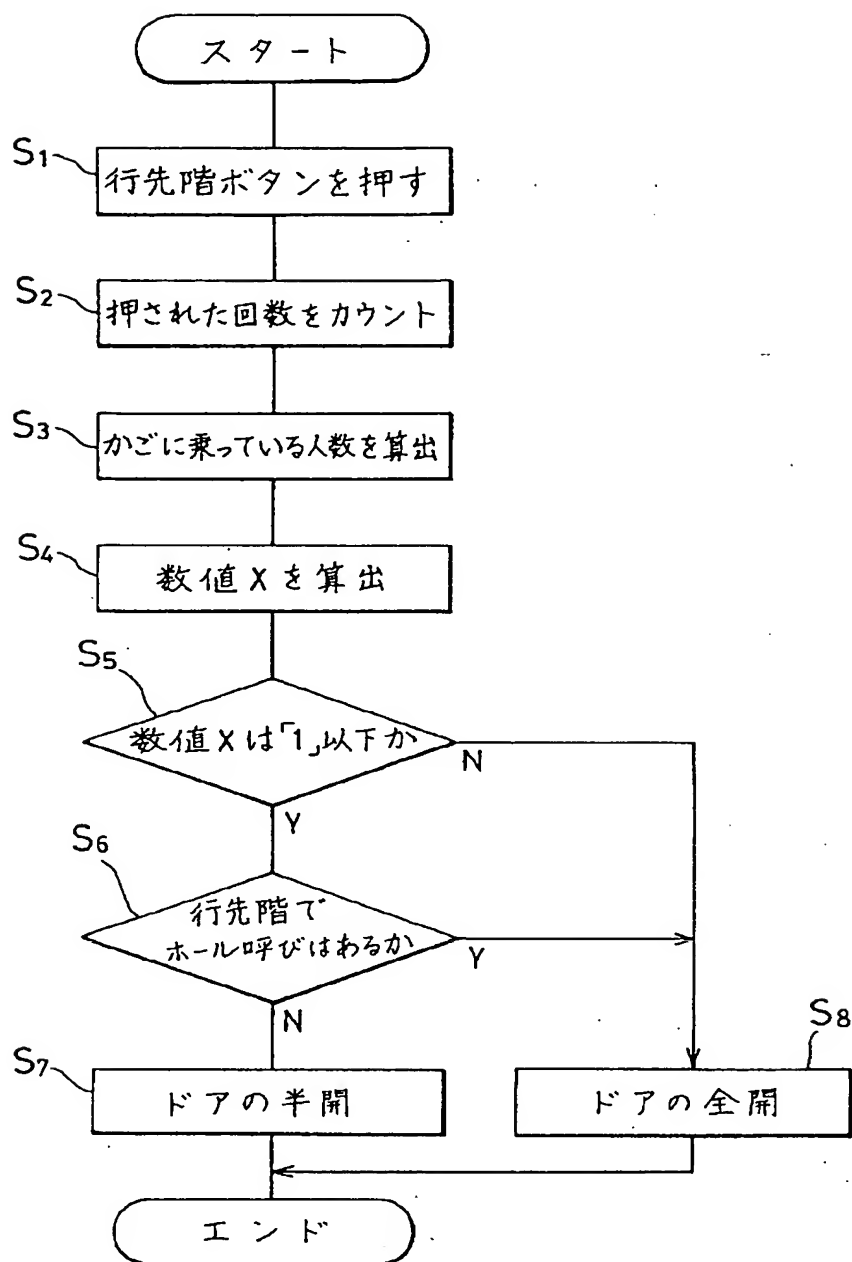 スタート
S1
行先階ボタンを押す
S2
押された回数をカウント
S3
かごに乗っている人数を算出
S4
数値Xを算出
S5
数値Xは「1」以下か
N
Y
S6
行先階で
ホール呼びはあるか
Y
N
S7
ドアの半開
S8
ドアの全開
エンド